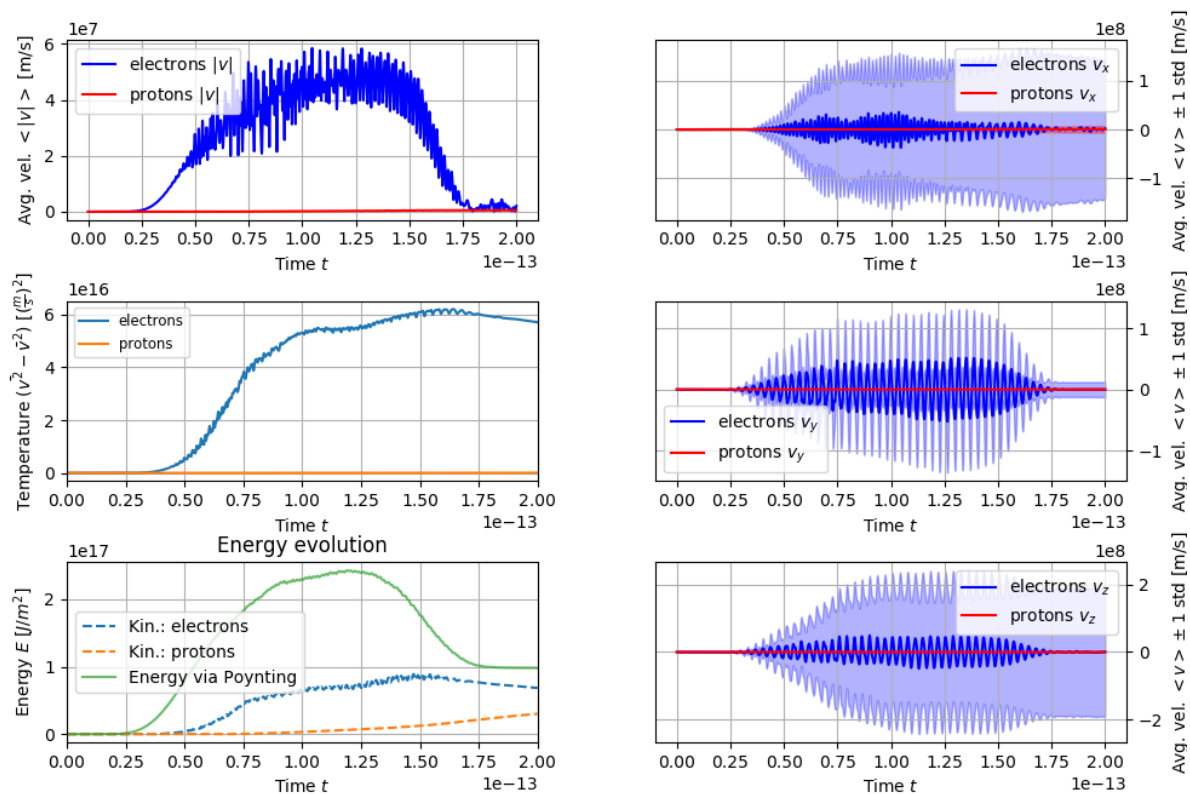 1e7
Avg. vel. < |v| > [m/s]
6
4
2
0
electrons |v|
protons |v|
0.00 0.25 0.50 0.75 1.00 1.25 1.50 1.75 2.00
Time t
1e−13
1e8
electrons v_x
protons v_x
1
0
−1
Avg. vel. < v > ± 1 std [m/s]
0.00 0.25 0.50 0.75 1.00 1.25 1.50 1.75 2.00
Time t
1e−13
1e16
6
4
2
0
electrons
protons
0.00 0.25 0.50 0.75 1.00 1.25 1.50 1.75 2.00
Time t
1e−13
1e8
1
0
−1
electrons v_y
protons v_y
Avg. vel. < v > ± 1 std [m/s]
0.00 0.25 0.50 0.75 1.00 1.25 1.50 1.75 2.00
Time t
1e−13
Temperature (v̄² − v̄²) [(m/s)²]
Energy evolution
1e17
Energy E [J/m²]
2
1
0
Kin.: electrons
Kin.: protons
Energy via Poynting
0.00 0.25 0.50 0.75 1.00 1.25 1.50 1.75 2.00
Time t
1e−13
1e8
electrons v_z
protons v_z
2
0
−2
Avg. vel. < v > ± 1 std [m/s]
0.00 0.25 0.50 0.75 1.00 1.25 1.50 1.75 2.00
Time t
1e−13